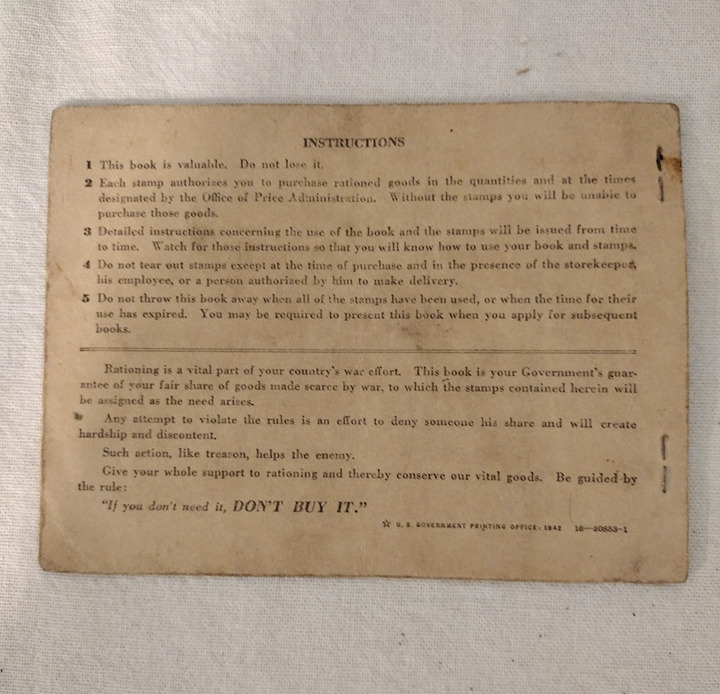 INSTRUCTIONS
1 This book is valuable. Do not lose it.
2 Each stamp authorizes you to purchase rationed goods in the quantities and at the times
designated by the Office of Price Administration. Without the stamps you will be unable to
purchase those goods.
3 Detailed instructions concerning the use of the book and the stamps will be issued from time
to time. Watch for those instructions so that you will know how to use your book and stamps.
4 Do not tear out stamps except at the time of purchase and in the presence of the storekeeper,
his employee, or a person authorized by him to make delivery.
5 Do not throw this book away when all of the stamps have been used, or when the time for their
use has expired. You may be required to present this book when you apply for subsequent
books.
Rationing is a vital part of your country's war effort. This book is your Government's guar-
antee of your fair share of goods made scarce by war, to which the stamps contained herein will
be assigned as the need arises.
Any attempt to violate the rules is an effort to deny someone his share and will create
hardship and discontent.
Such action, like treason, helps the enemy.
Give your whole support to rationing and thereby conserve our vital goods. Be guided by
the rule:
"If you don't need it, DON'T BUY IT."
☆ U. S. GOVERNMENT PRINTING OFFICE: 1942 16—30853-1